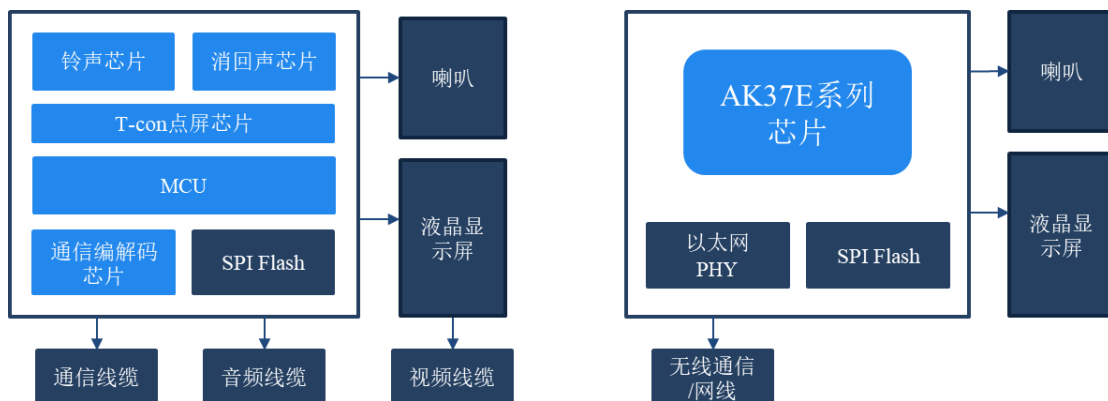 铃声芯片
消回声芯片
T-con点屏芯片
MCU
通信编解码
芯片
SPI Flash
喇叭
液晶显
示屏
通信线缆
音频线缆
视频线缆
AK37E系列
芯片
以太网
PHY
SPI Flash
喇叭
液晶显
示屏
无线通信
/网线